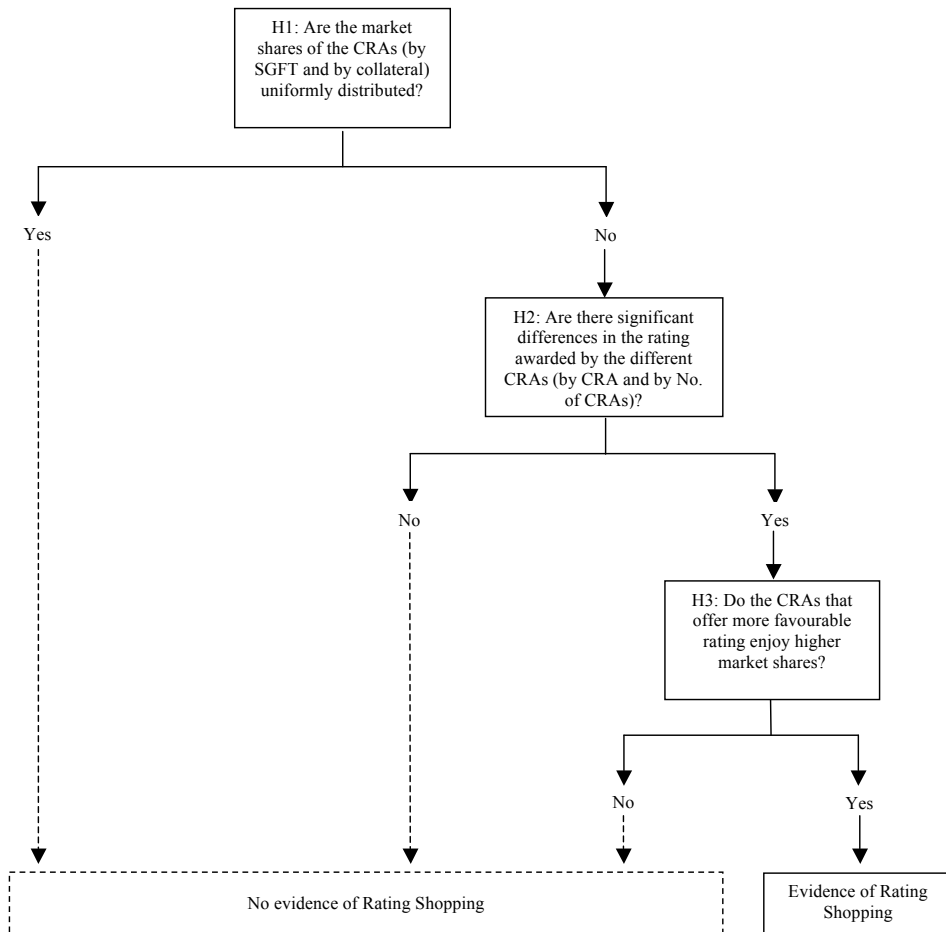 H1: Are the market
shares of the CRAs (by
SGFT and by collateral)
uniformly distributed?
Yes
No
H2: Are there significant
differences in the rating
awarded by the different
CRAs (by CRA and by No.
of CRAs)?
No
Yes
H3: Do the CRAs that
offer more favourable
rating enjoy higher
market shares?
No
Yes
No evidence of Rating Shopping
Evidence of Rating
Shopping